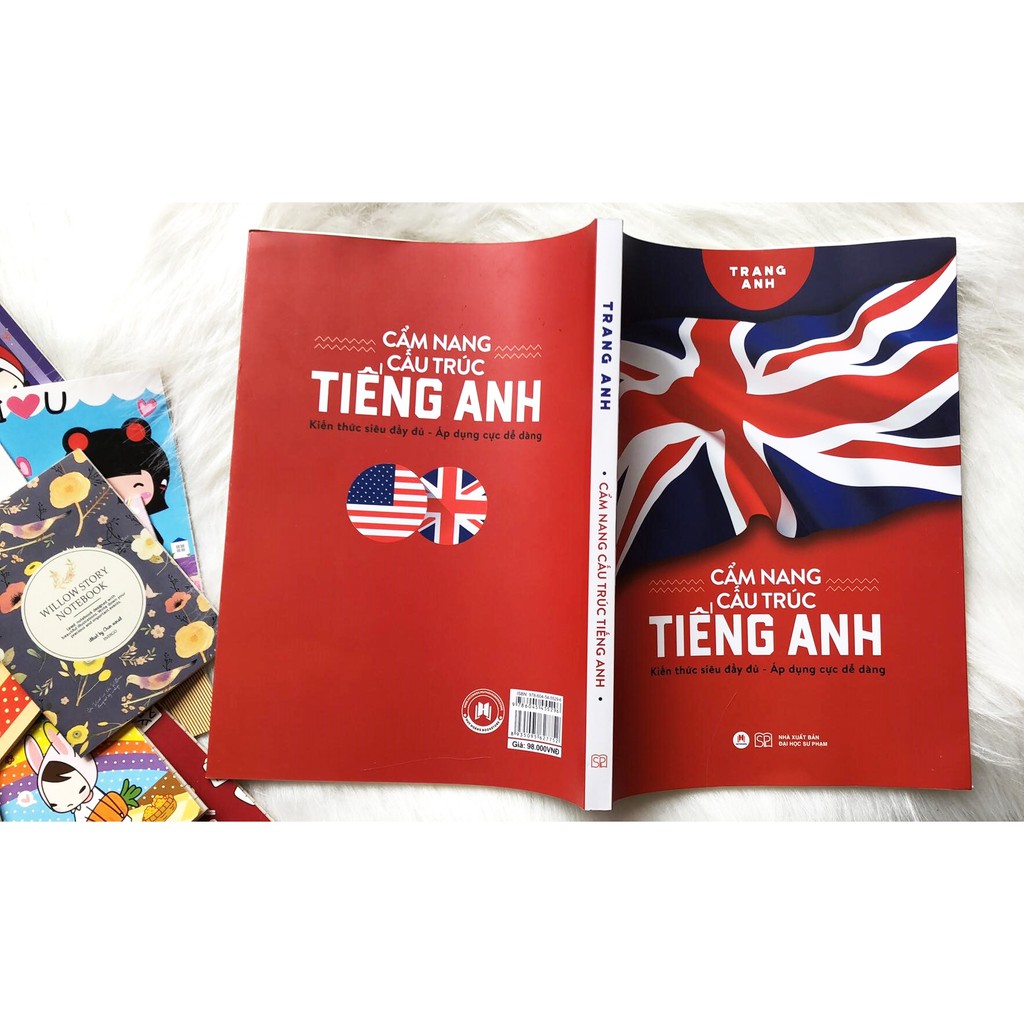 I U
WILLOW STORY
NOTEBOOK
CẨM NANG
CẤU TRÚC
TIẾNG ANH
Kiến thức siêu đầy đủ - Áp dụng cực dễ dàng
Giá: 98.000VNĐ
TRANG ANH
• CẨM NANG CẤU TRÚC TIẾNG ANH •
SP
TRANG
ANH
CẨM NANG
CẤU TRÚC
TIẾNG ANH
Kiến thức siêu đầy đủ - Áp dụng cực dễ dàng
SP
NHÀ XUẤT BẢN
ĐẠI HỌC SƯ PHẠM